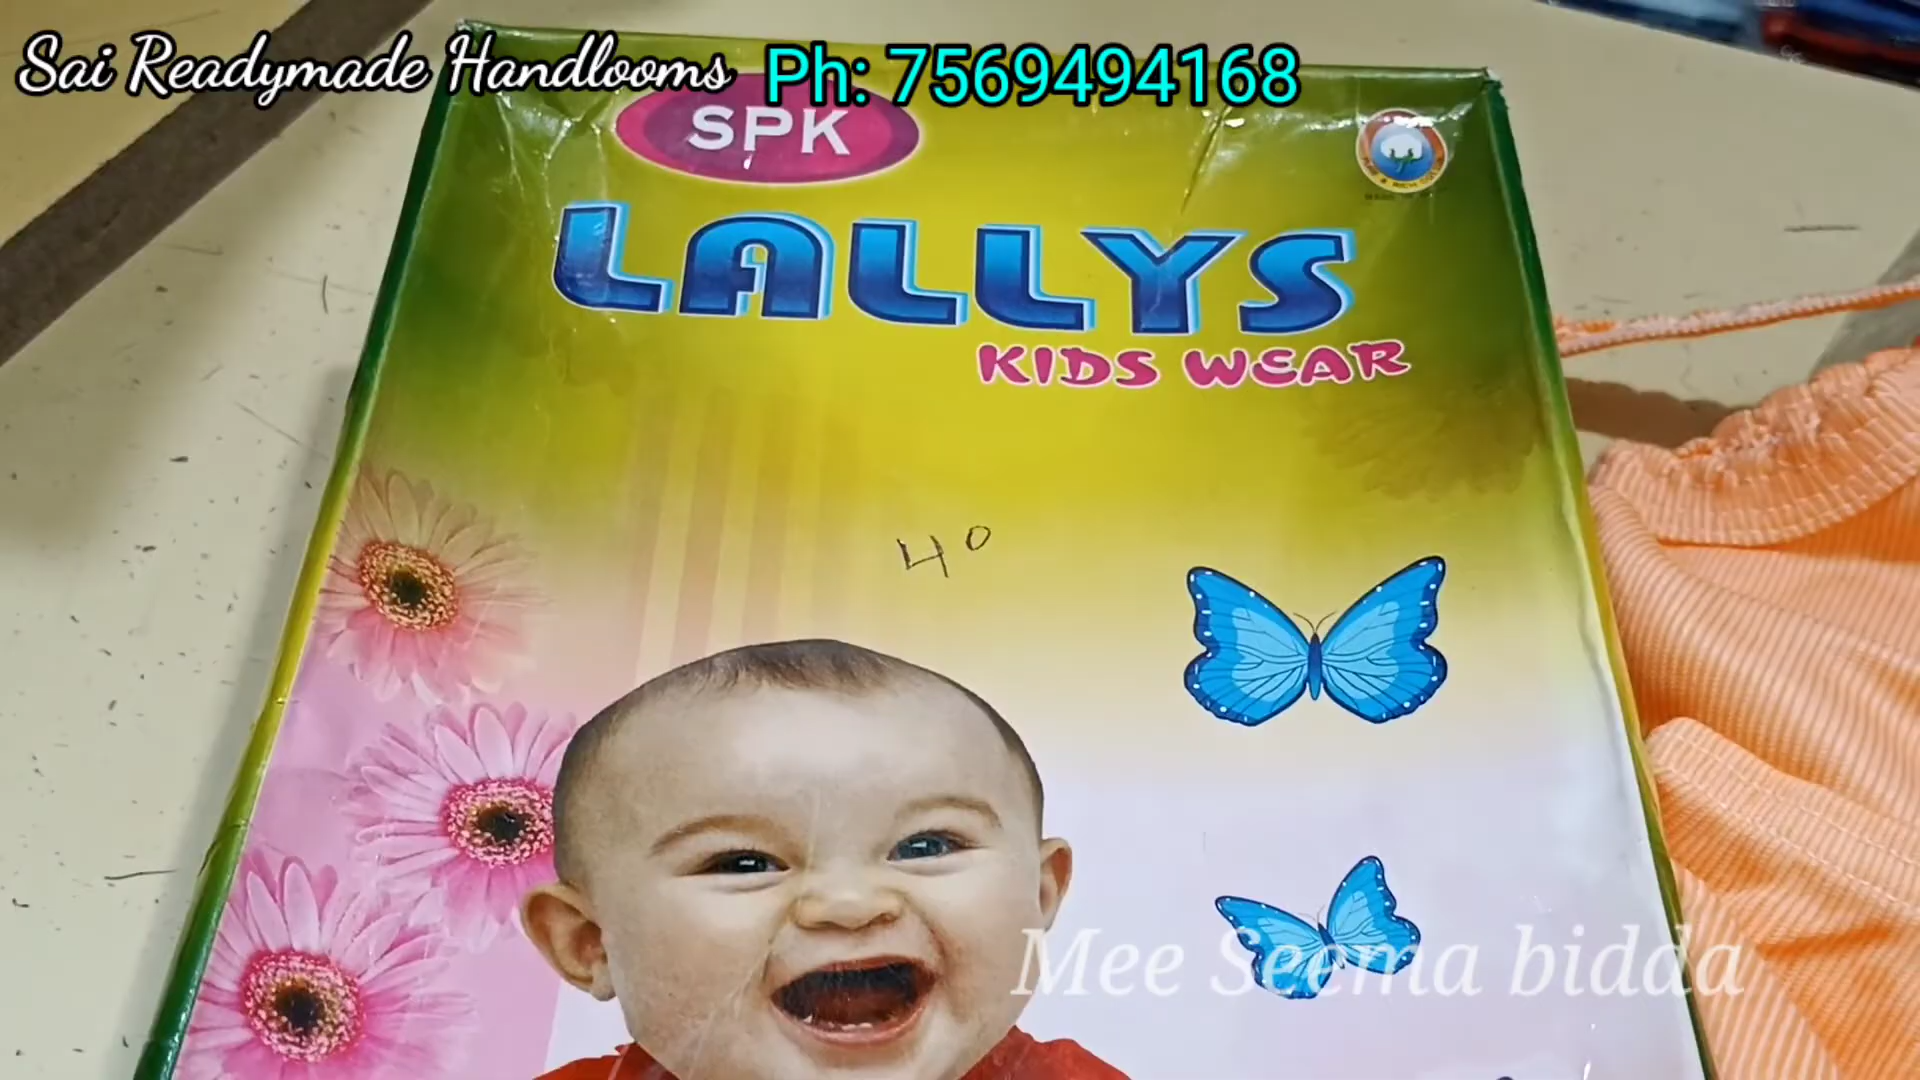 Sai Readymade Handlooms Ph: 7569494168
SPK
LALLYS
KIDS WEAR
40
Mee Seema bidda